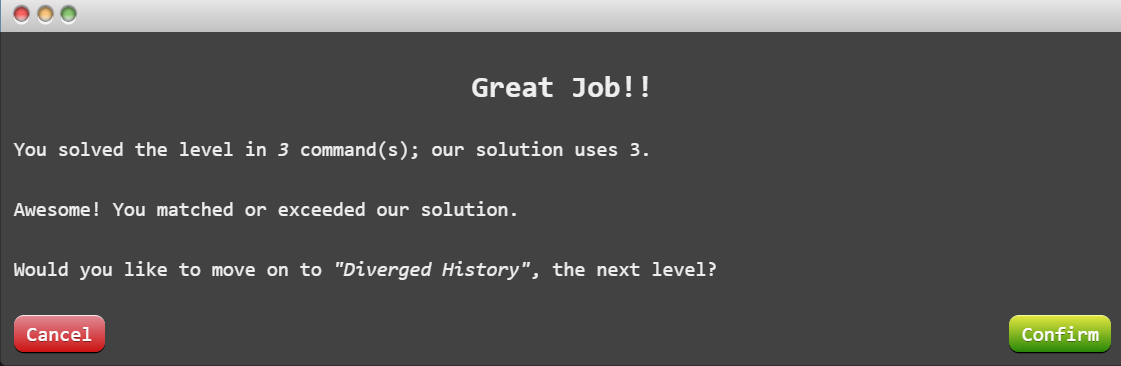 Great Job!!
You solved the level in 3 command(s); our solution uses 3.
Awesome! You matched or exceeded our solution.
Would you like to move on to "Diverged History", the next level?
Cancel
Confirm